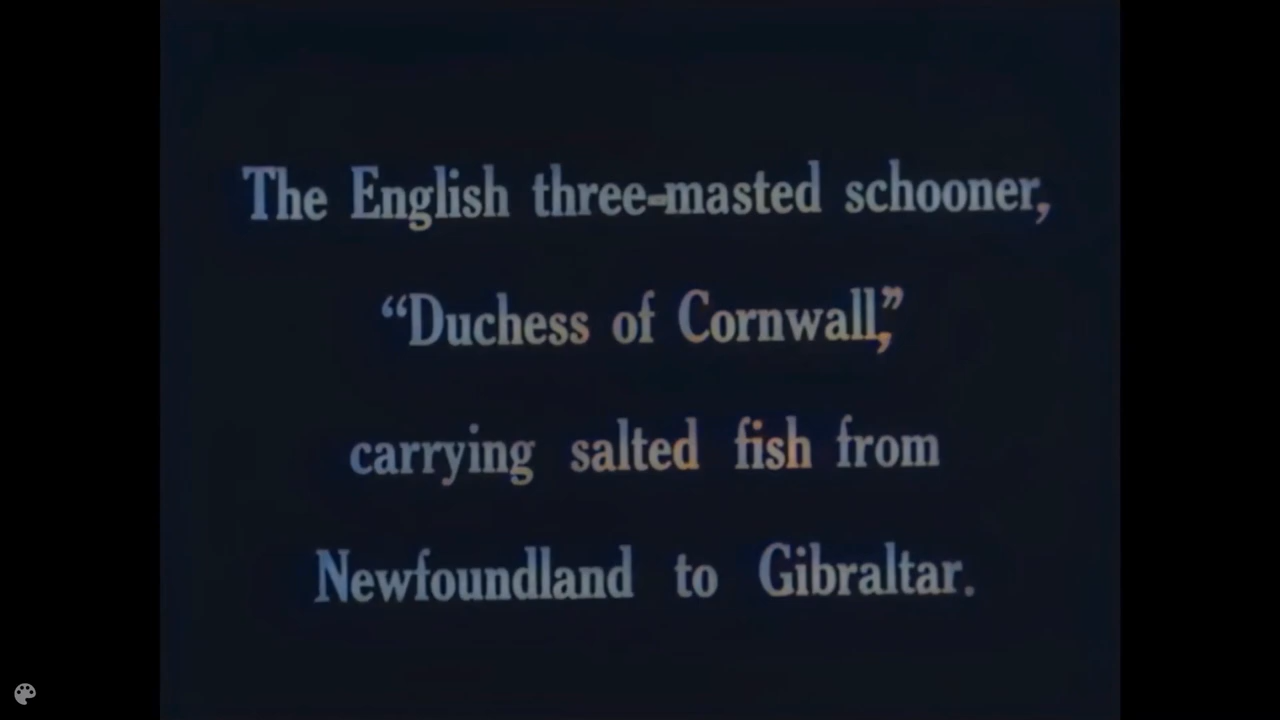 The English three-masted schooner,
“Duchess of Cornwall,”
carrying salted fish from
Newfoundland to Gibraltar.